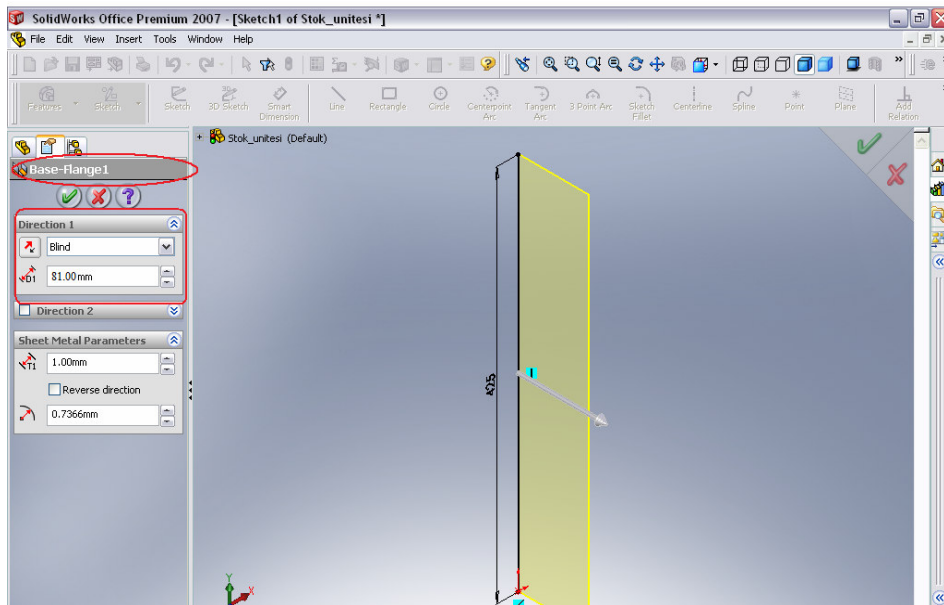 SolidWorks Office Premium 2007 - [Sketch1 of Stok_unitesi *]
File Edit View Insert Tools Window Help
Features Sketch Sketch 3D Sketch Smart Dimension Line Rectangle Circle Centerpoint Arc Tangent Arc 3 Point Arc Sketch Fillet Centerline Spline Point Plane Add Relation
Stok_unitesi (Default)
Base-Flange1
Direction 1
Blind
D1 81.00mm
Direction 2
Sheet Metal Parameters
T1 1.00mm
Reverse direction
0.7366mm
425
Y
X